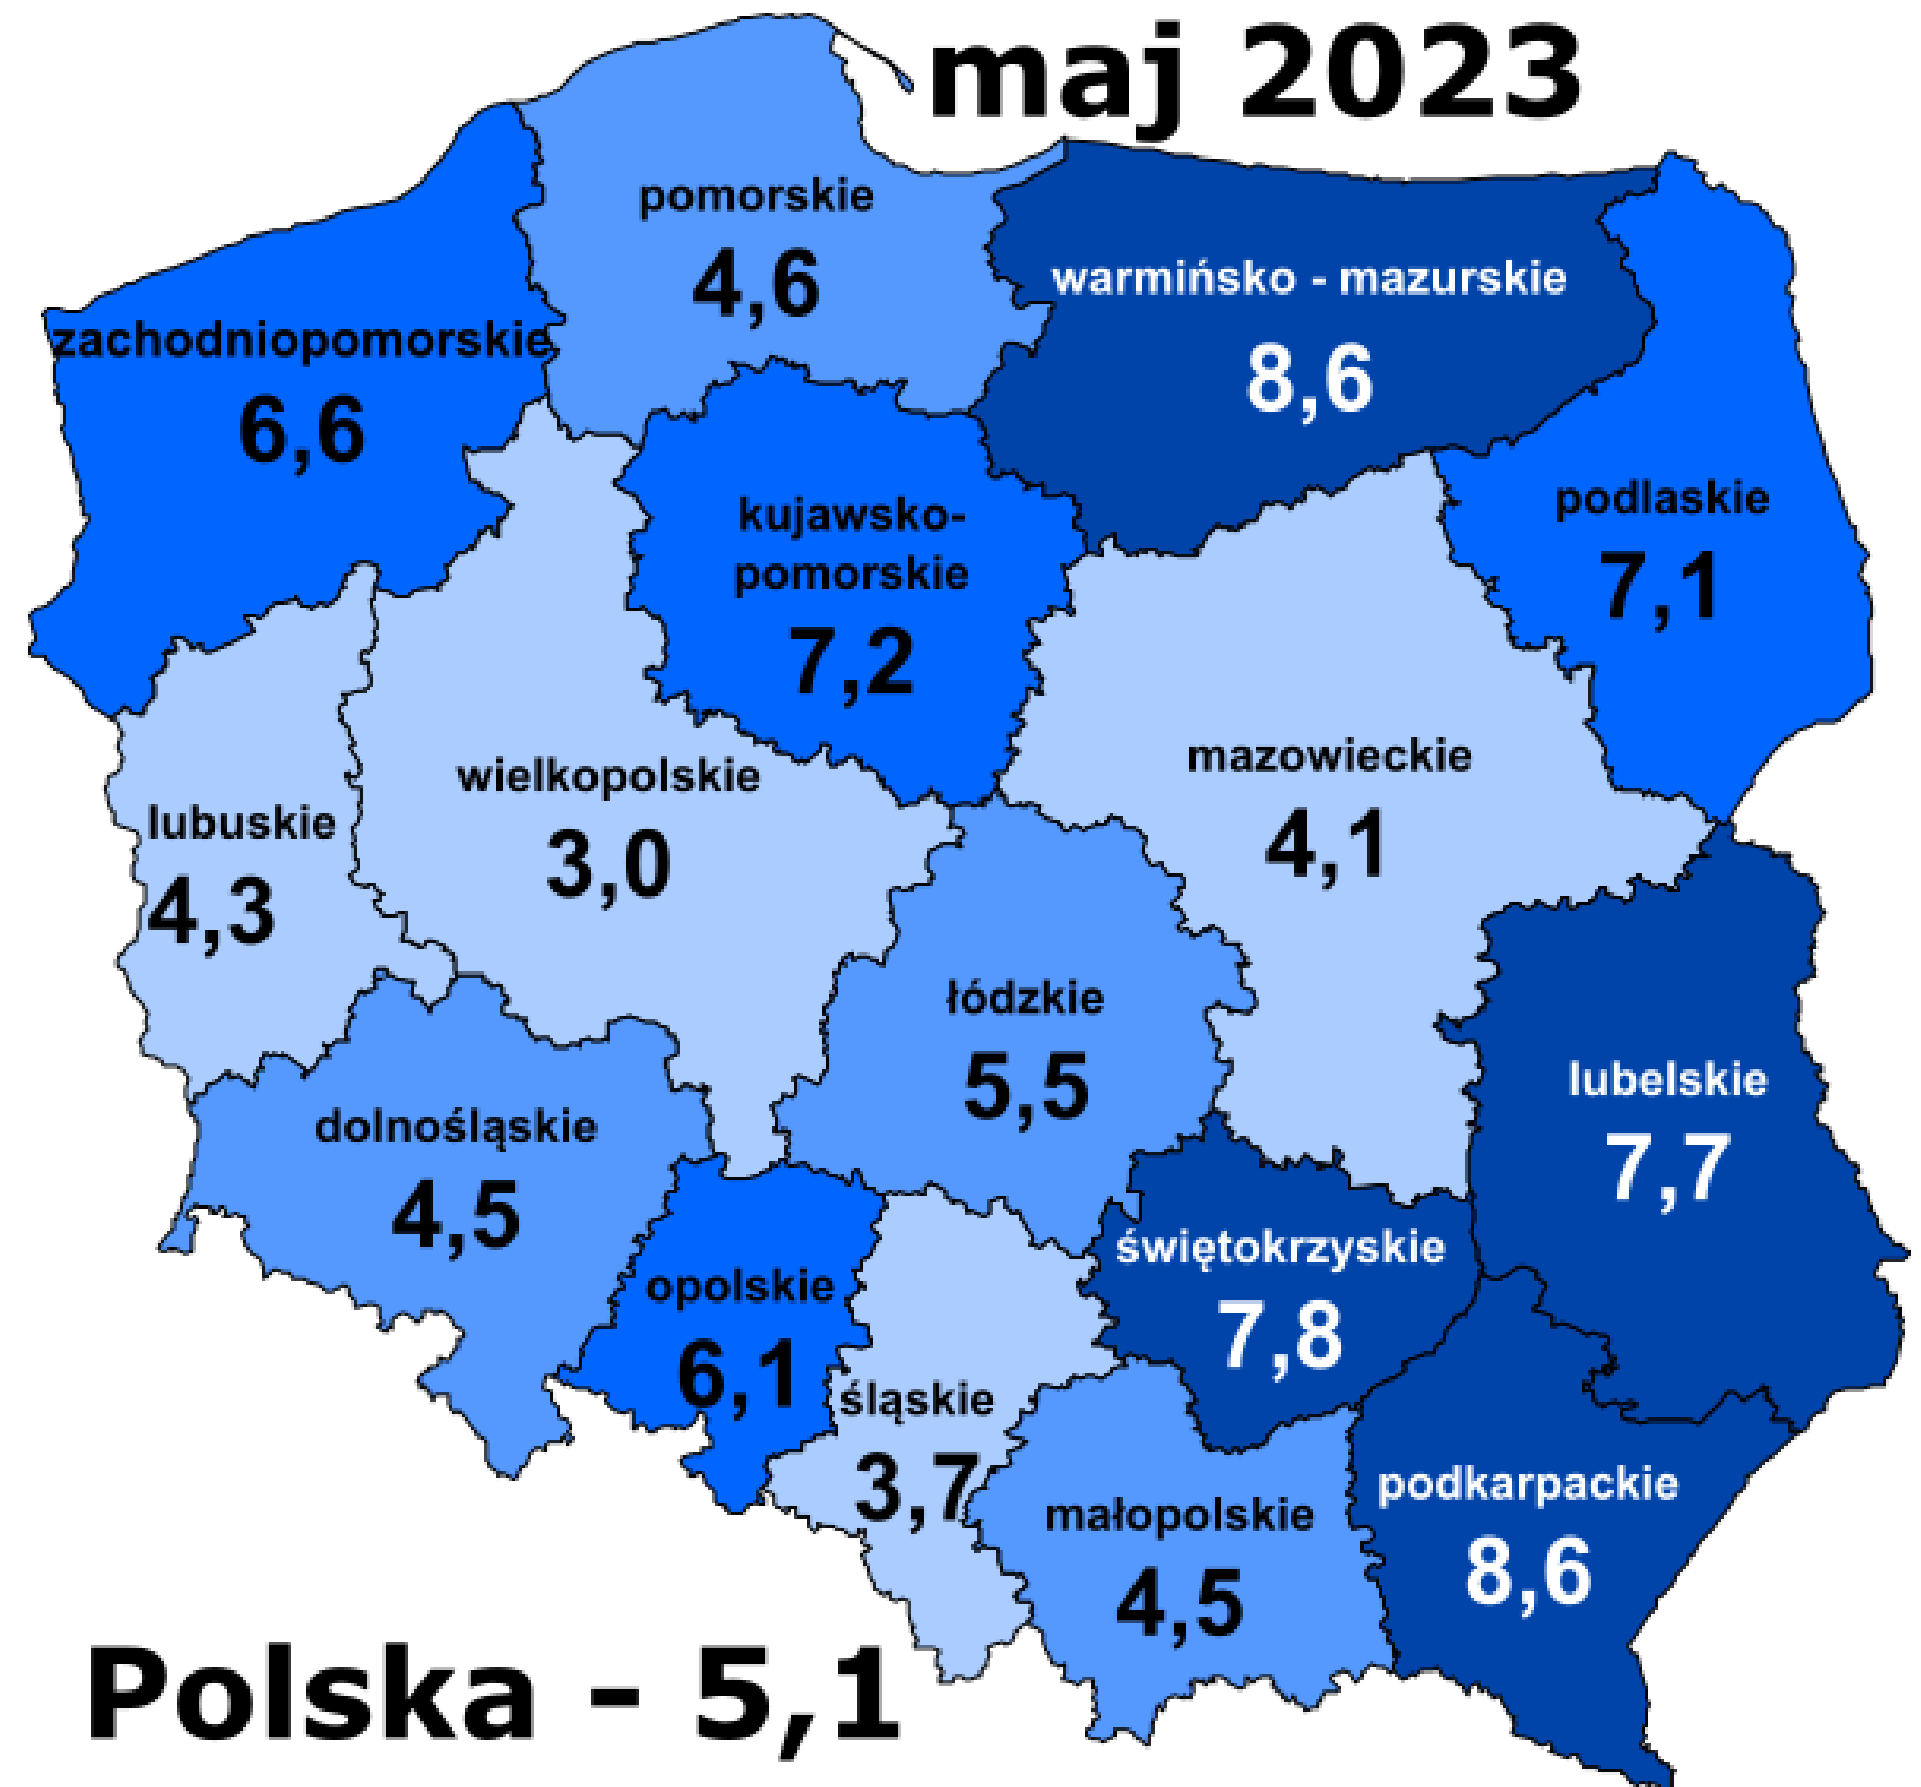 maj 2023
pomorskie
4,6
warmińsko - mazurskie
8,6
zachodniopomorskie
6,6
podlaskie
7,1
kujawsko-
pomorskie
7,2
mazowieckie
4,1
wielkopolskie
3,0
lubuskie
4,3
łódzkie
5,5
lubelskie
7,7
dolnośląskie
4,5
świętokrzyskie
7,8
opolskie
6,1
śląskie
3,7
podkarpackie
8,6
małopolskie
4,5
Polska - 5,1